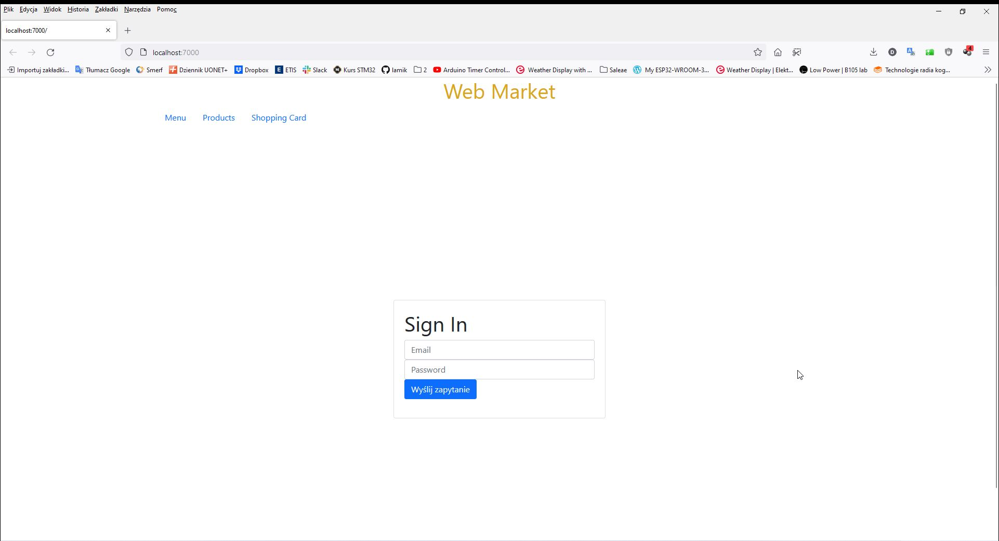 Plik Edycja Widok Historia Zakładki Narzędzia Pomoc
localhost:7000/
localhost:7000
D
4
Importuj zakładki... Tłumacz Google Smerf Dziennik UONET+ Dropbox E ETIS Slack Kurs STM32 lamik 2 Arduino Timer Control... Weather Display with ... Saleae My ESP32-WROOM-3... Weather Display | Elekt... Low Power | B105 lab Technologie radia kog...
Web Market
Menu Products Shopping Card
Sign In
Email
Password
Wyślij zapytanie